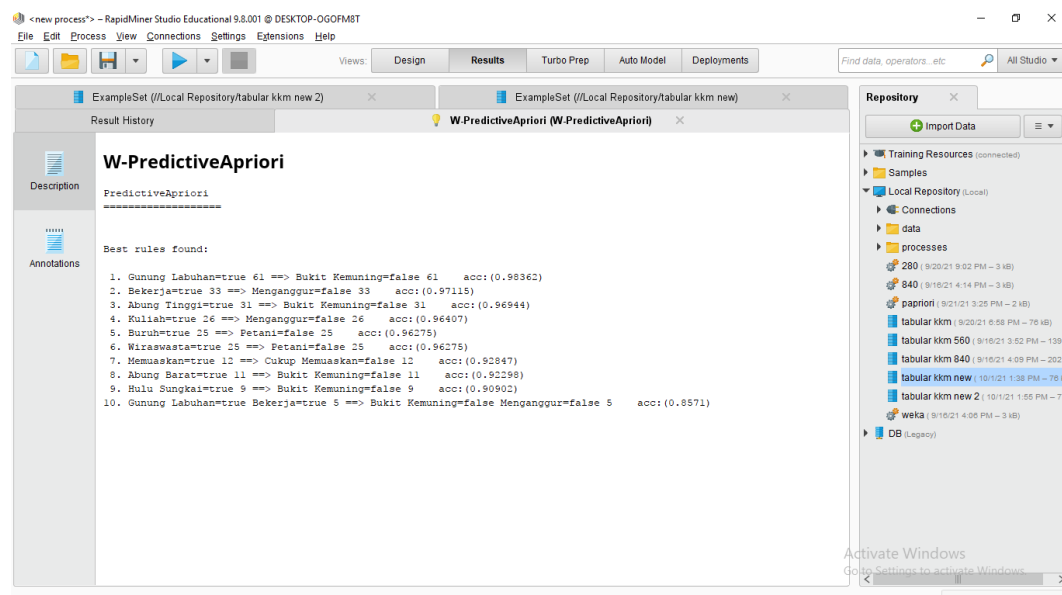 <new process*> – RapidMiner Studio Educational 9.8.001 @ DESKTOP-OGOFM8T
File Edit Process View Connections Settings Extensions Help
Views: Design Results Turbo Prep Auto Model Deployments
Find data, operators...etc All Studio
ExampleSet (//Local Repository/tabular kkm new 2)
ExampleSet (//Local Repository/tabular kkm new)
Result History
W-PredictiveApriori (W-PredictiveApriori)
Description
Annotations
W-PredictiveApriori
PredictiveApriori
===================
Best rules found:
1. Gunung Labuhan=true 61 ==> Bukit Kemuning=false 61 acc:(0.98362)
2. Bekerja=true 33 ==> Menganggur=false 33 acc:(0.97115)
3. Abung Tinggi=true 31 ==> Bukit Kemuning=false 31 acc:(0.96944)
4. Kuliah=true 26 ==> Menganggur=false 26 acc:(0.96407)
5. Buruh=true 25 ==> Petani=false 25 acc:(0.96275)
6. Wiraswasta=true 25 ==> Petani=false 25 acc:(0.96275)
7. Memuaskan=true 12 ==> Cukup Memuaskan=false 12 acc:(0.92847)
8. Abung Barat=true 11 ==> Bukit Kemuning=false 11 acc:(0.92298)
9. Hulu Sungkai=true 9 ==> Bukit Kemuning=false 9 acc:(0.90902)
10. Gunung Labuhan=true Bekerja=true 5 ==> Bukit Kemuning=false Menganggur=false 5 acc:(0.8571)
Repository
Import Data
Training Resources (connected)
Samples
Local Repository (Local)
Connections
data
processes
280 ( 9/20/21 9:02 PM – 3 kB)
840 ( 9/16/21 4:14 PM – 3 kB)
papriori ( 9/21/21 3:25 PM – 2 kB)
tabular kkm ( 9/20/21 6:58 PM – 76 kB)
tabular kkm 560 ( 9/16/21 3:52 PM – 139
tabular kkm 840 ( 9/16/21 4:09 PM – 202
tabular kkm new ( 10/1/21 1:38 PM – 76
tabular kkm new 2 ( 10/1/21 1:55 PM – 7
weka ( 9/16/21 4:06 PM – 3 kB)
DB (Legacy)
Activate Windows
Go to Settings to activate Windows.